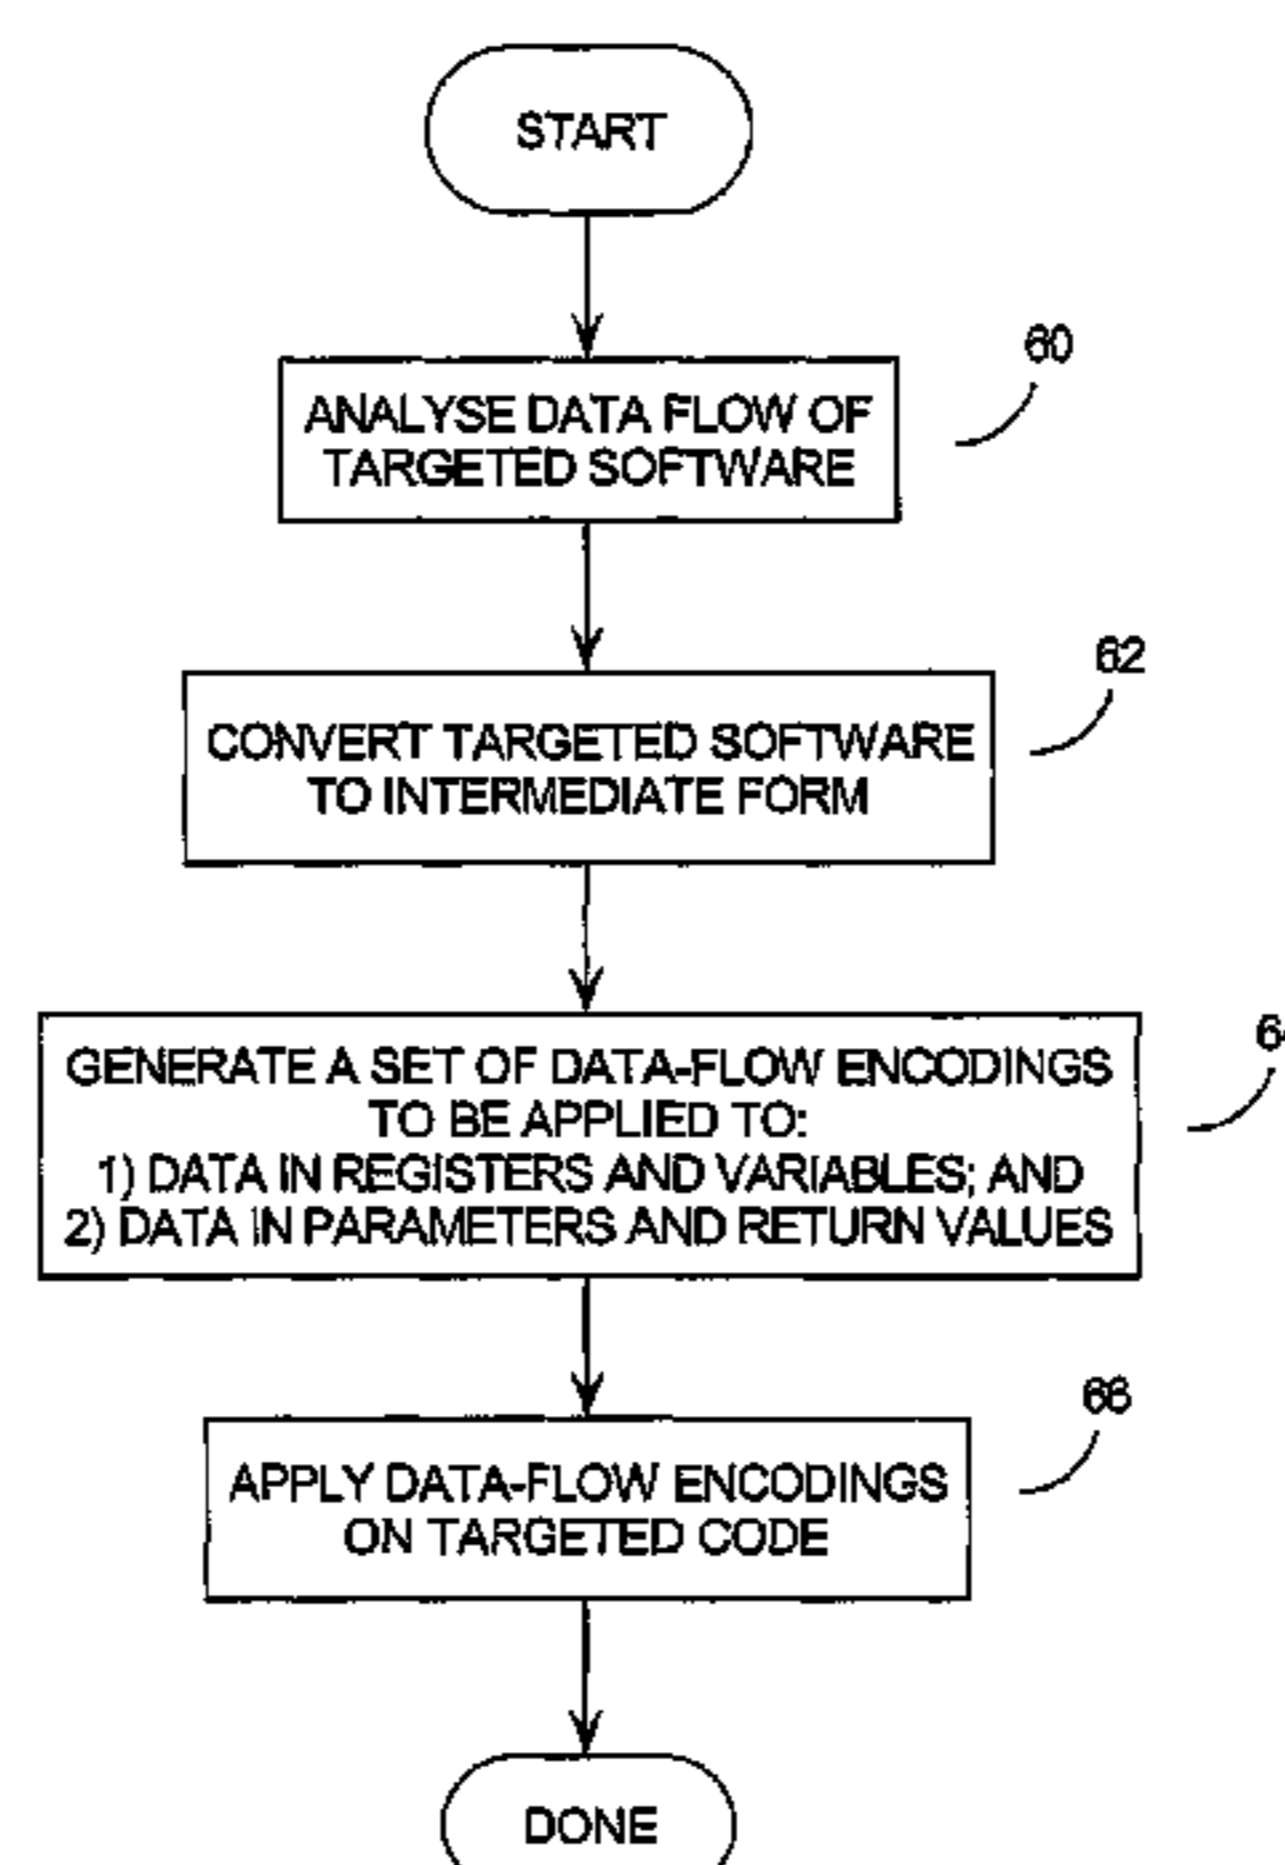 START
60
ANALYSE DATA FLOW OF
TARGETED SOFTWARE
62
CONVERT TARGETED SOFTWARE
TO INTERMEDIATE FORM
GENERATE A SET OF DATA-FLOW ENCODINGS
TO BE APPLIED TO:
1) DATA IN REGISTERS AND VARIABLES; AND
2) DATA IN PARAMETERS AND RETURN VALUES
66
APPLY DATA-FLOW ENCODINGS
ON TARGETED CODE
DONE